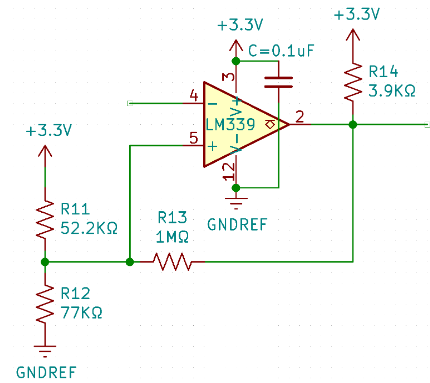 +3.3V
+3.3V
C=0.1uF
3
V+
4
−
LM339
2
R14
3.9KΩ
5
+
V−
12
GNDREF
+3.3V
R11
52.2KΩ
R13
1MΩ
R12
77KΩ
GNDREF